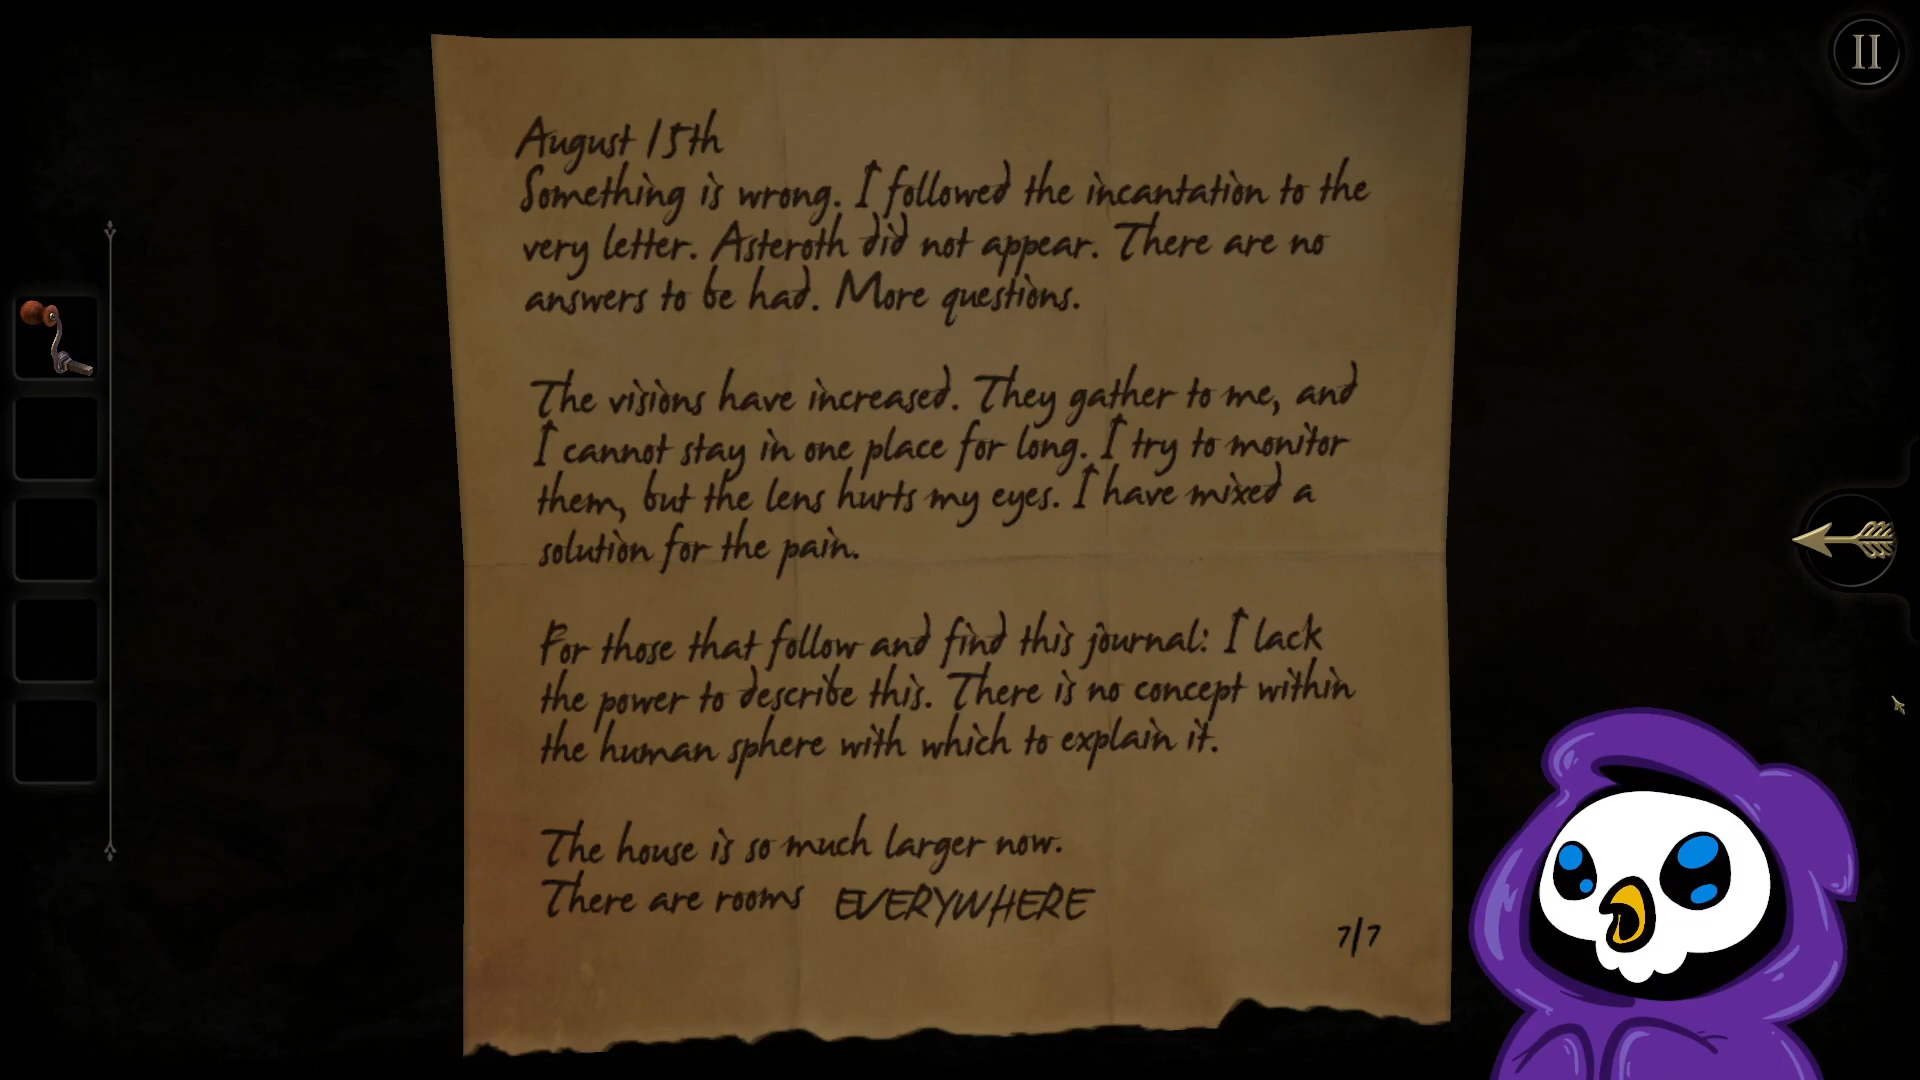 August 15th
Something is wrong. I followed the incantation to the
very letter. Asteroth did not appear. There are no
answers to be had. More questions.
The visions have increased. They gather to me, and
I cannot stay in one place for long. I try to monitor
them, but the lens hurts my eyes. I have mixed a
solution for the pain.
For those that follow and find this journal: I lack
the power to describe this. There is no concept within
the human sphere with which to explain it.
The house is so much larger now.
There are rooms EVERYWHERE
7/7